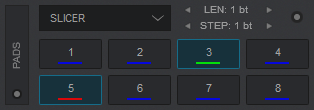 PADS
SLICER
LEN: 1 bt
STEP: 1 bt
1 2 3 4
5 6 7 8